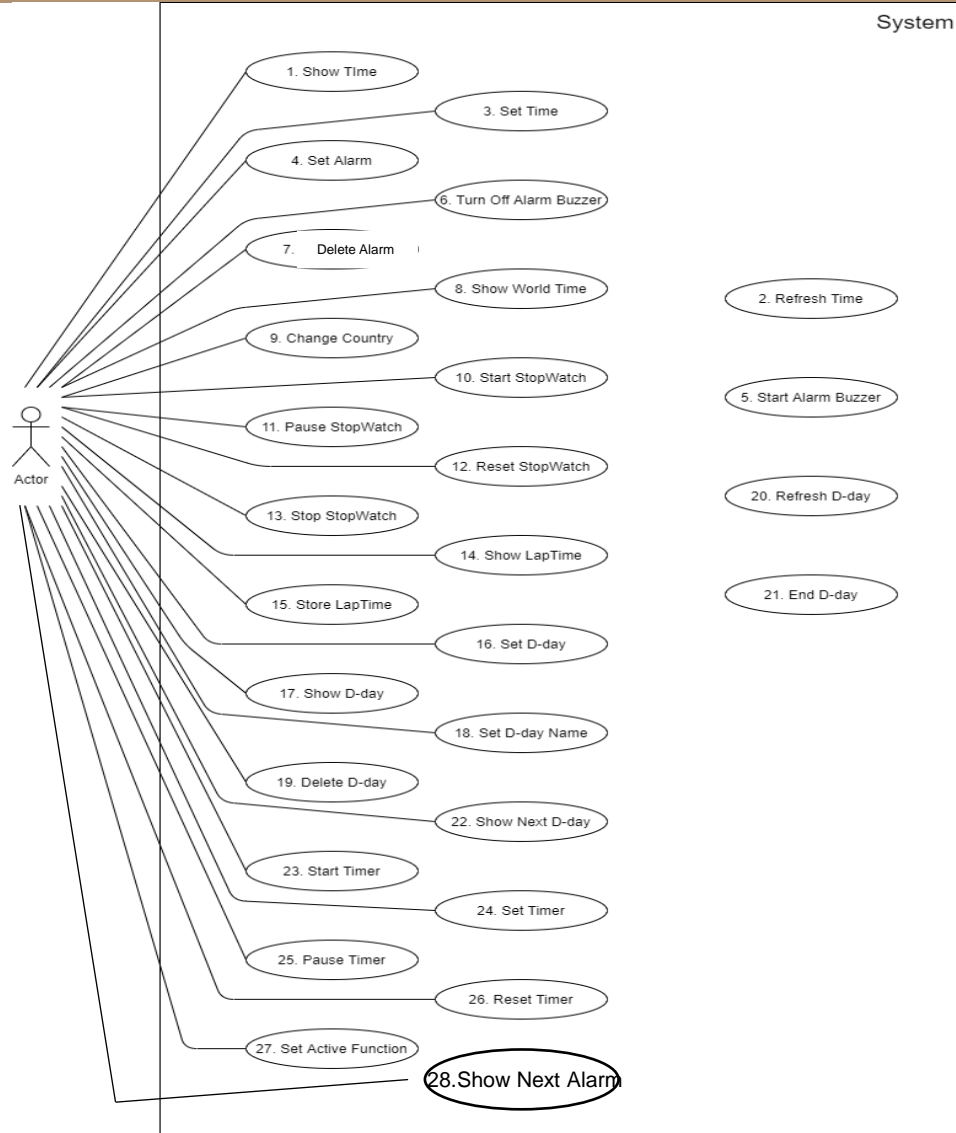 System
1. Show TIme
3. Set Time
4. Set Alarm
6. Turn Off Alarm Buzzer
7. Delete Alarm
8. Show World Time
2. Refresh Time
9. Change Country
10. Start StopWatch
5. Start Alarm Buzzer
11. Pause StopWatch
12. Reset StopWatch
Actor
20. Refresh D-day
13. Stop StopWatch
14. Show LapTime
21. End D-day
15. Store LapTime
16. Set D-day
17. Show D-day
18. Set D-day Name
19. Delete D-day
22. Show Next D-day
23. Start Timer
24. Set Timer
25. Pause Timer
26. Reset Timer
27. Set Active Function
28.Show Next Alarm